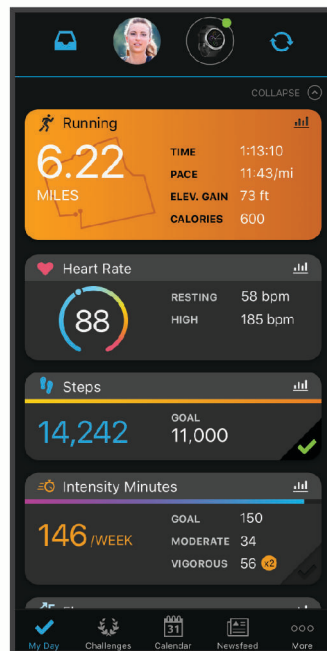 COLLAPSE
Running
6.22
MILES
TIME 1:13:10
PACE 11:43/mi
ELEV. GAIN 73 ft
CALORIES 600
Heart Rate
88
RESTING 58 bpm
HIGH 185 bpm
Steps
14,242
GOAL
11,000
Intensity Minutes
146 /WEEK
GOAL 150
MODERATE 34
VIGOROUS 56 x2
31
My Day Challenges Calendar Newsfeed More